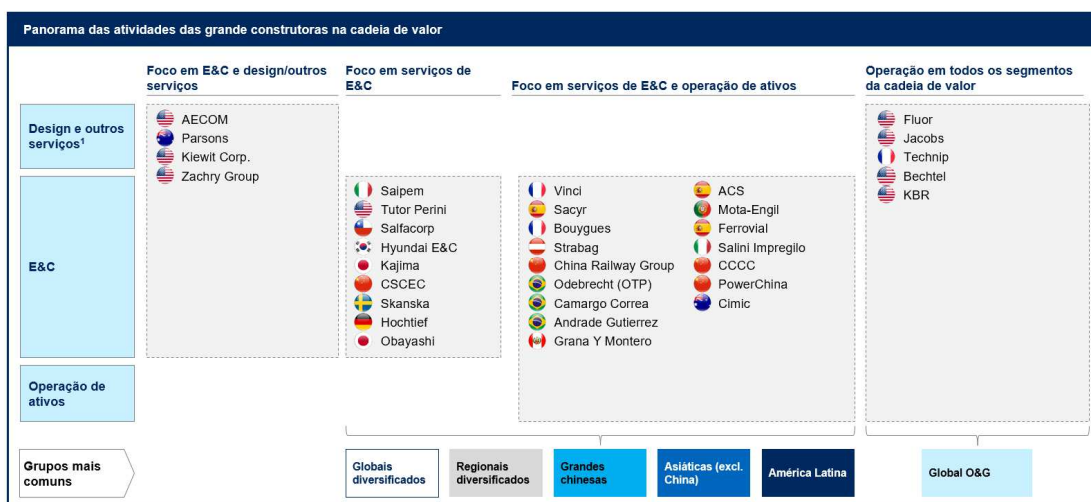 Panorama das atividades das grande construtoras na cadeia de valor
Foco em E&C e design/outros
serviços
Foco em serviços de
E&C
Foco em serviços de E&C e operação de ativos
Operação em todos os segmentos
da cadeia de valor
Design e outros
serviços¹
AECOM
Parsons
Kiewit Corp.
Zachry Group
Fluor
Jacobs
Technip
Bechtel
KBR
E&C
Saipem
Tutor Perini
Salfacorp
Hyundai E&C
Kajima
CSCEC
Skanska
Hochtief
Obayashi
Vinci
Sacyr
Bouygues
Strabag
China Railway Group
Odebrecht (OTP)
Camargo Correa
Andrade Gutierrez
Grana Y Montero
ACS
Mota-Engil
Ferrovial
Salini Impregilo
CCCC
PowerChina
Cimic
Operação de
ativos
Grupos mais
comuns
Globais
diversificados
Regionais
diversificados
Grandes
chinesas
Asiáticas (excl.
China)
América Latina
Global O&G